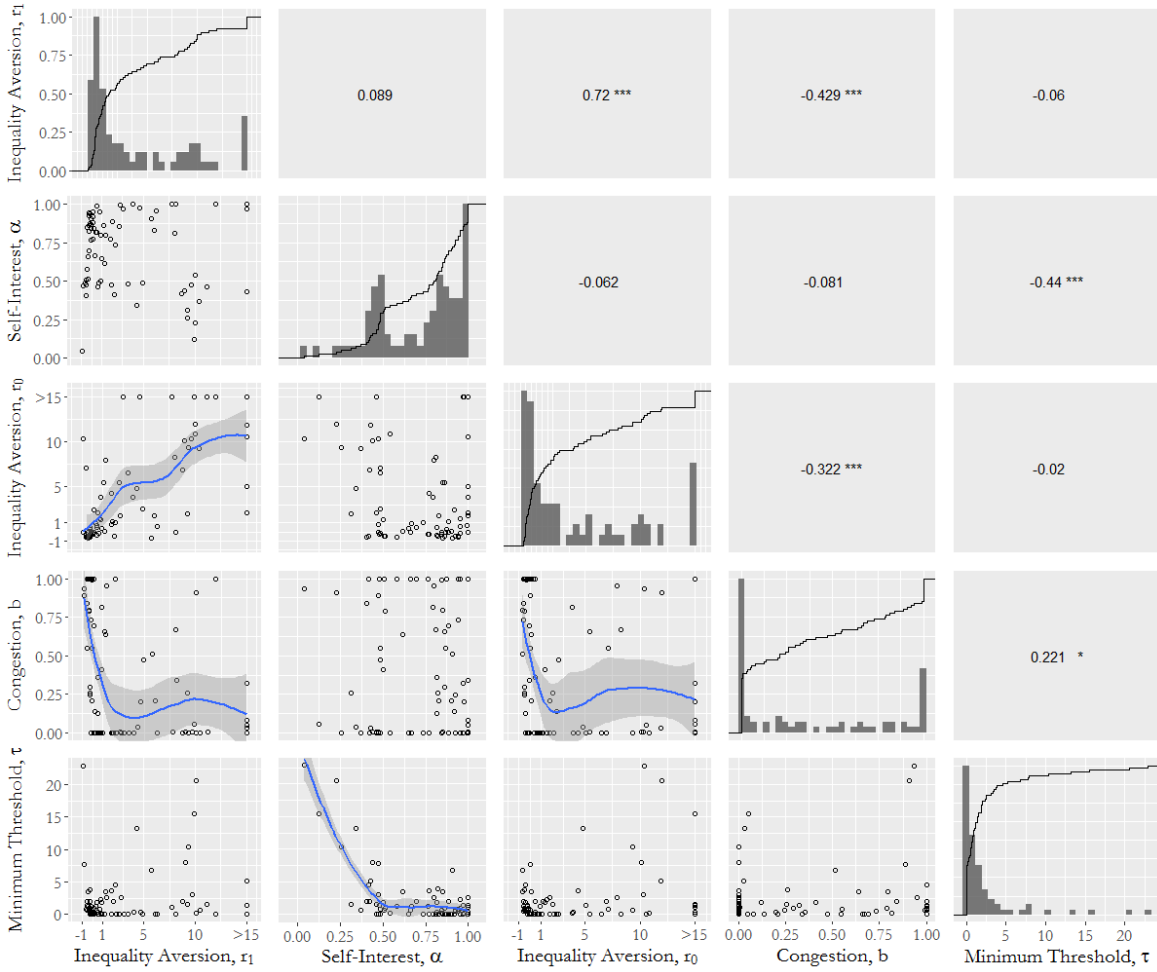 Inequality Aversion, r1
1.00
0.75
0.50
0.25
0.00
0.089
0.72 ***
-0.429 ***
-0.06
Self-Interest, α
1.00
0.75
0.50
0.25
0.00
-0.062
-0.081
-0.44 ***
Inequality Aversion, r0
>15
10
5
1
-1
-0.322 ***
-0.02
Congestion, b
1.00
0.75
0.50
0.25
0.00
0.221 *
Minimum Threshold, τ
20
15
10
5
0
-1 1 5 10 >15
0.00 0.25 0.50 0.75 1.00
-1 1 5 10 >15
0.00 0.25 0.50 0.75 1.00
0 5 10 15 20
Inequality Aversion, r1
Self-Interest, α
Inequality Aversion, r0
Congestion, b
Minimum Threshold, τ